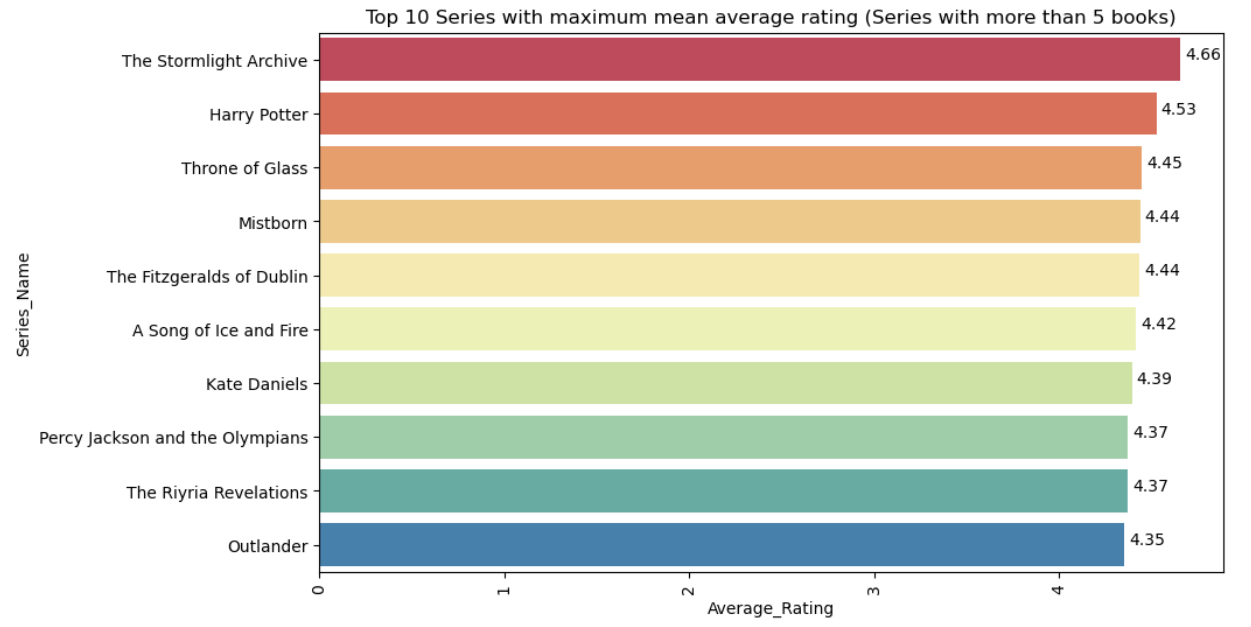 Top 10 Series with maximum mean average rating (Series with more than 5 books)
The Stormlight Archive 4.66
Harry Potter 4.53
Throne of Glass 4.45
Mistborn 4.44
The Fitzgeralds of Dublin 4.44
A Song of Ice and Fire 4.42
Kate Daniels 4.39
Percy Jackson and the Olympians 4.37
The Riyria Revelations 4.37
Outlander 4.35
Series_Name
0 1 2 3 4
Average_Rating